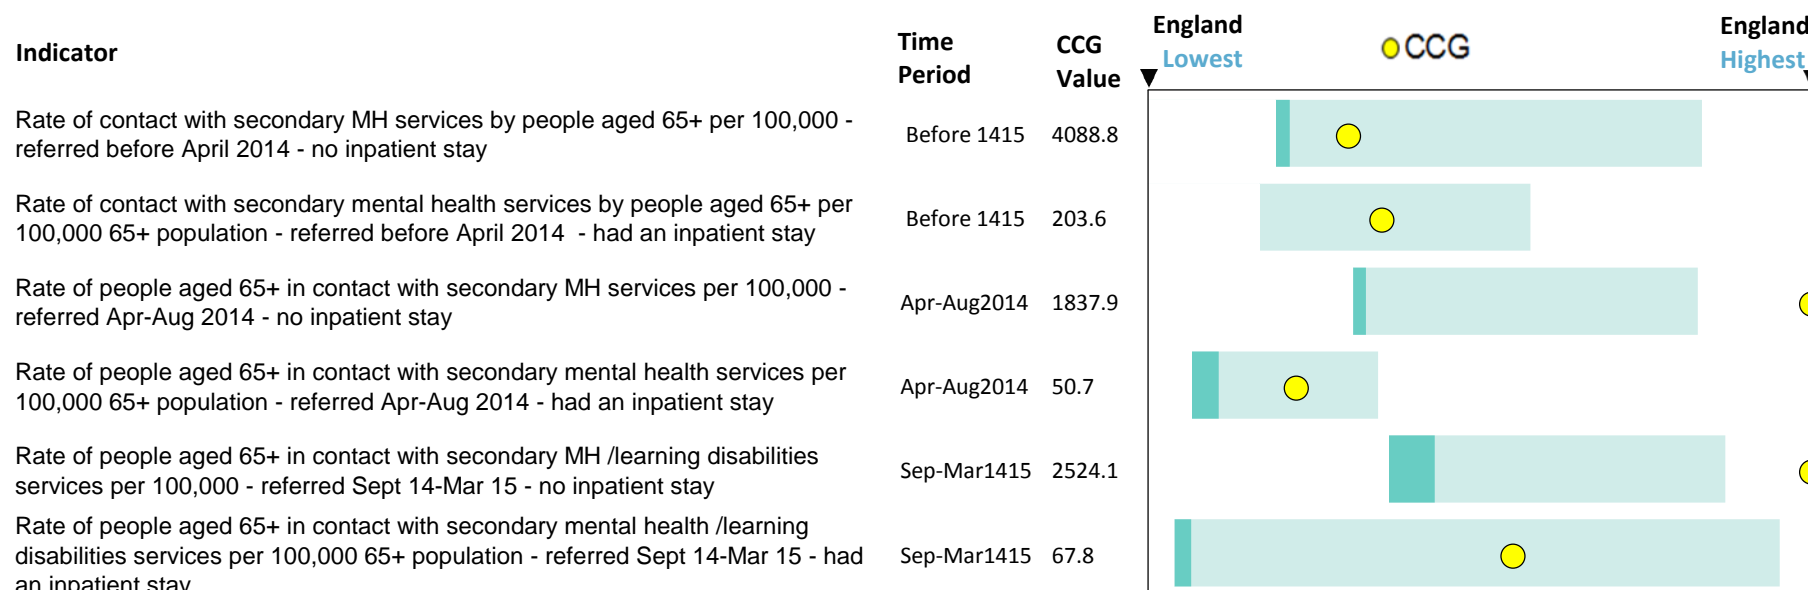 Indicator
Time Period
CCG Value
England Lowest
CCG
England Highest
Rate of contact with secondary MH services by people aged 65+ per 100,000 -
referred before April 2014 - no inpatient stay
Before 1415 4088.8
Rate of contact with secondary mental health services by people aged 65+ per
100,000 65+ population - referred before April 2014 - had an inpatient stay
Before 1415 203.6
Rate of people aged 65+ in contact with secondary MH services per 100,000 -
referred Apr-Aug 2014 - no inpatient stay
Apr-Aug2014 1837.9
Rate of people aged 65+ in contact with secondary mental health services per
100,000 65+ population - referred Apr-Aug 2014 - had an inpatient stay
Apr-Aug2014 50.7
Rate of people aged 65+ in contact with secondary MH /learning disabilities
services per 100,000 - referred Sept 14-Mar 15 - no inpatient stay
Sep-Mar1415 2524.1
Rate of people aged 65+ in contact with secondary mental health /learning
disabilities services per 100,000 65+ population - referred Sept 14-Mar 15 - had
an inpatient stay
Sep-Mar1415 67.8